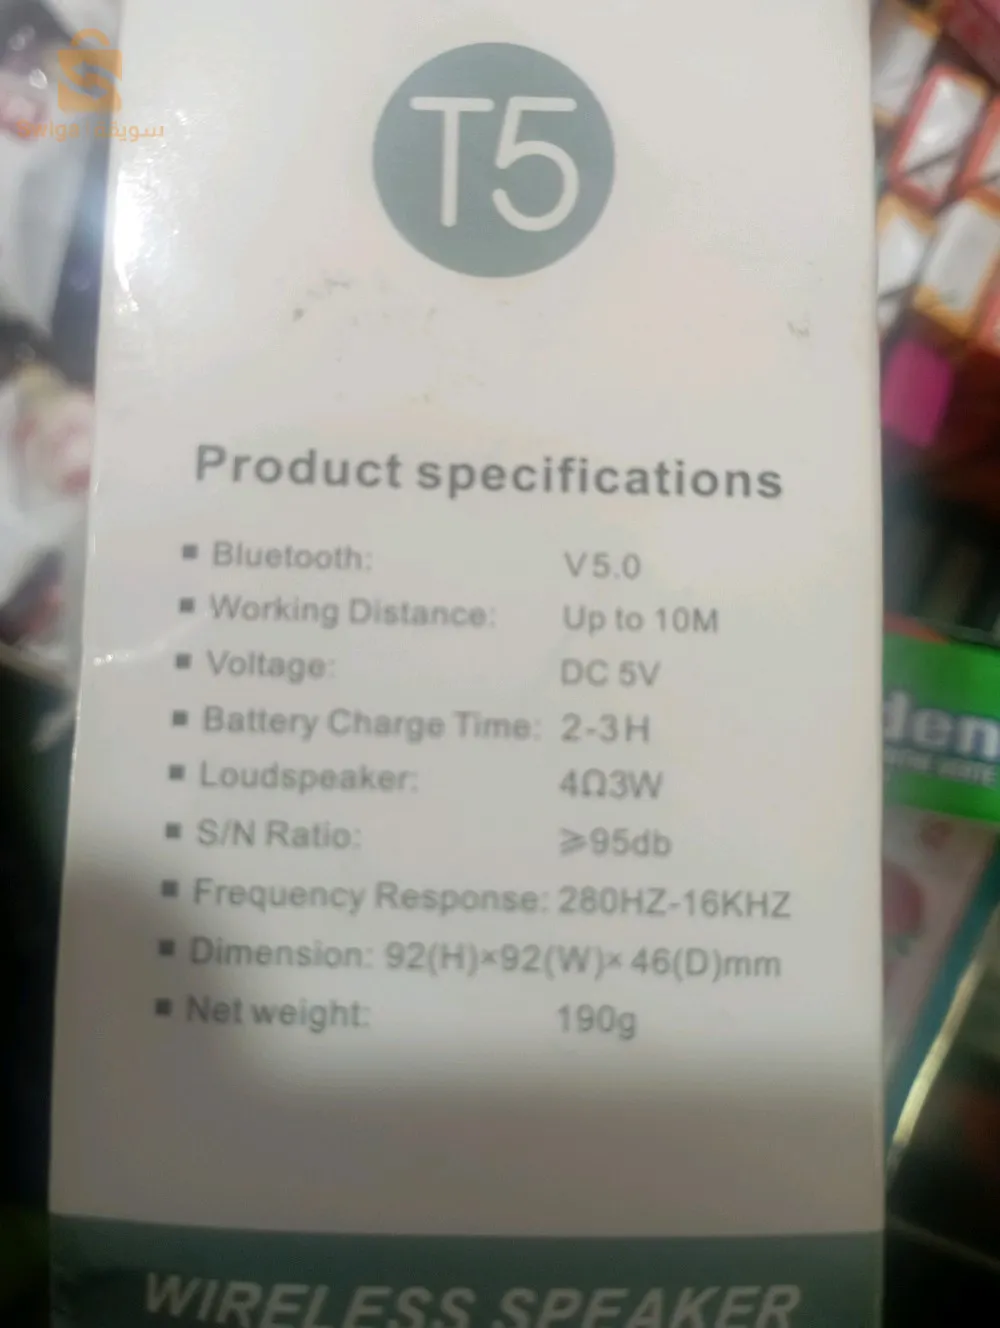 سويقة
T5
Product specifications
▪ Bluetooth: V5.0
▪ Working Distance: Up to 10M
▪ Voltage: DC 5V
▪ Battery Charge Time: 2-3H
▪ Loudspeaker: 4Ω3W
▪ S/N Ratio: ⩾95db
▪ Frequency Response: 280HZ-16KHZ
▪ Dimension: 92(H)×92(W)×46(D)mm
▪ Net weight: 190g
WIRELESS SPEAKER